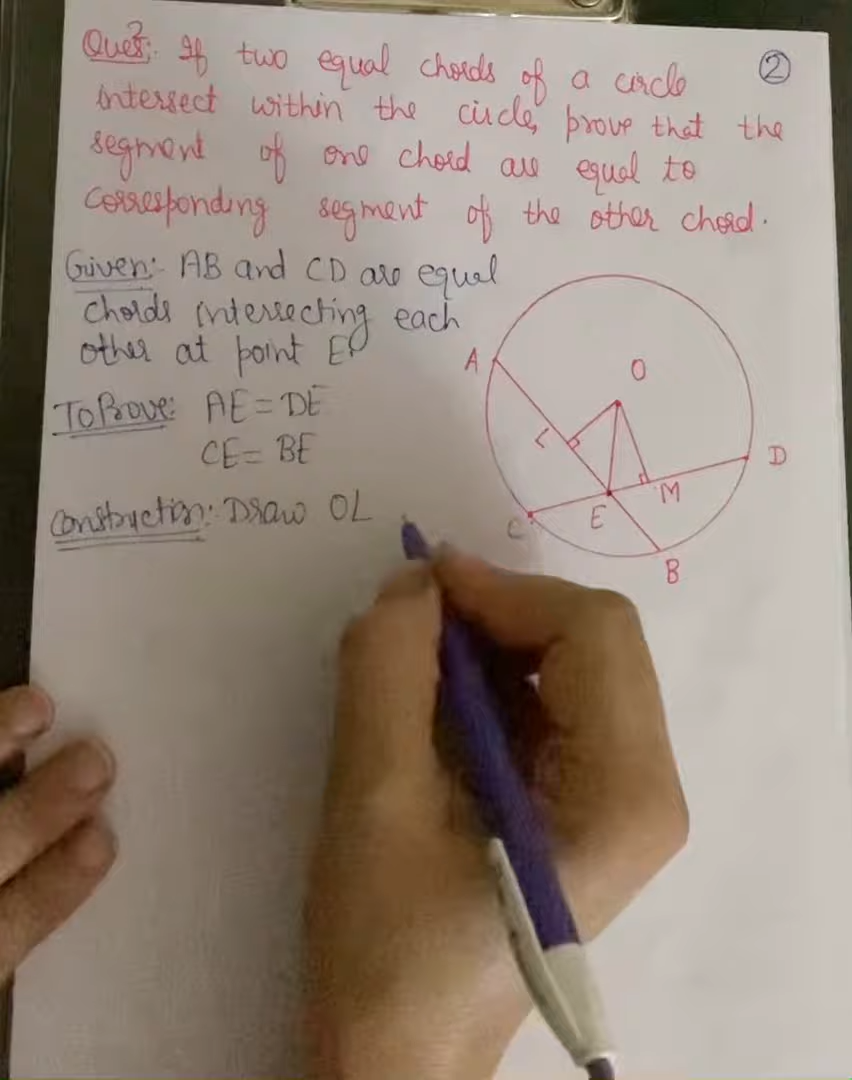 Ques: If two equal chords of a circle
intersect within the circle, prove that the
segment of one chord are equal to
corresponding segment of the other chord.
②
Given: AB and CD are equal
chords intersecting each
other at point E.
To Prove: AE = DE
CE = BE
Construction: Draw OL
A
O
L
D
M
C
E
B